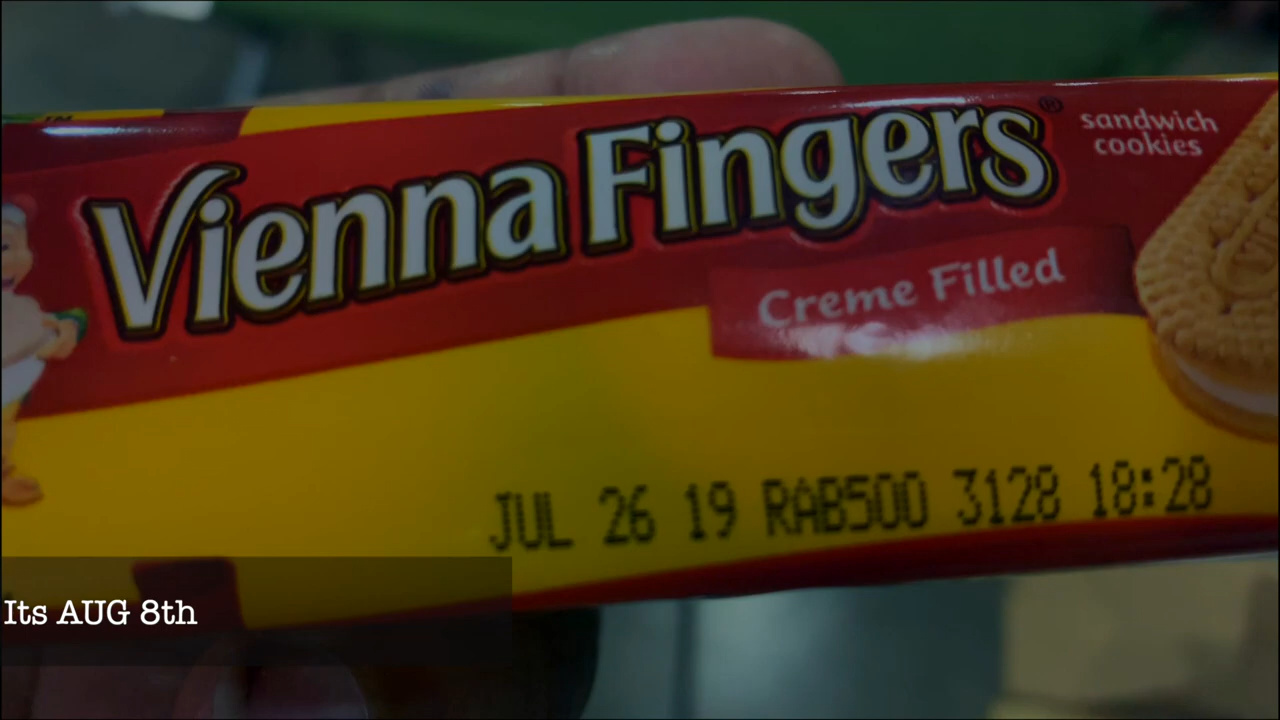 Vienna Fingers®
sandwich
cookies
Creme Filled
JUL 26 19 RAB500 3128 18:28
Its AUG 8th